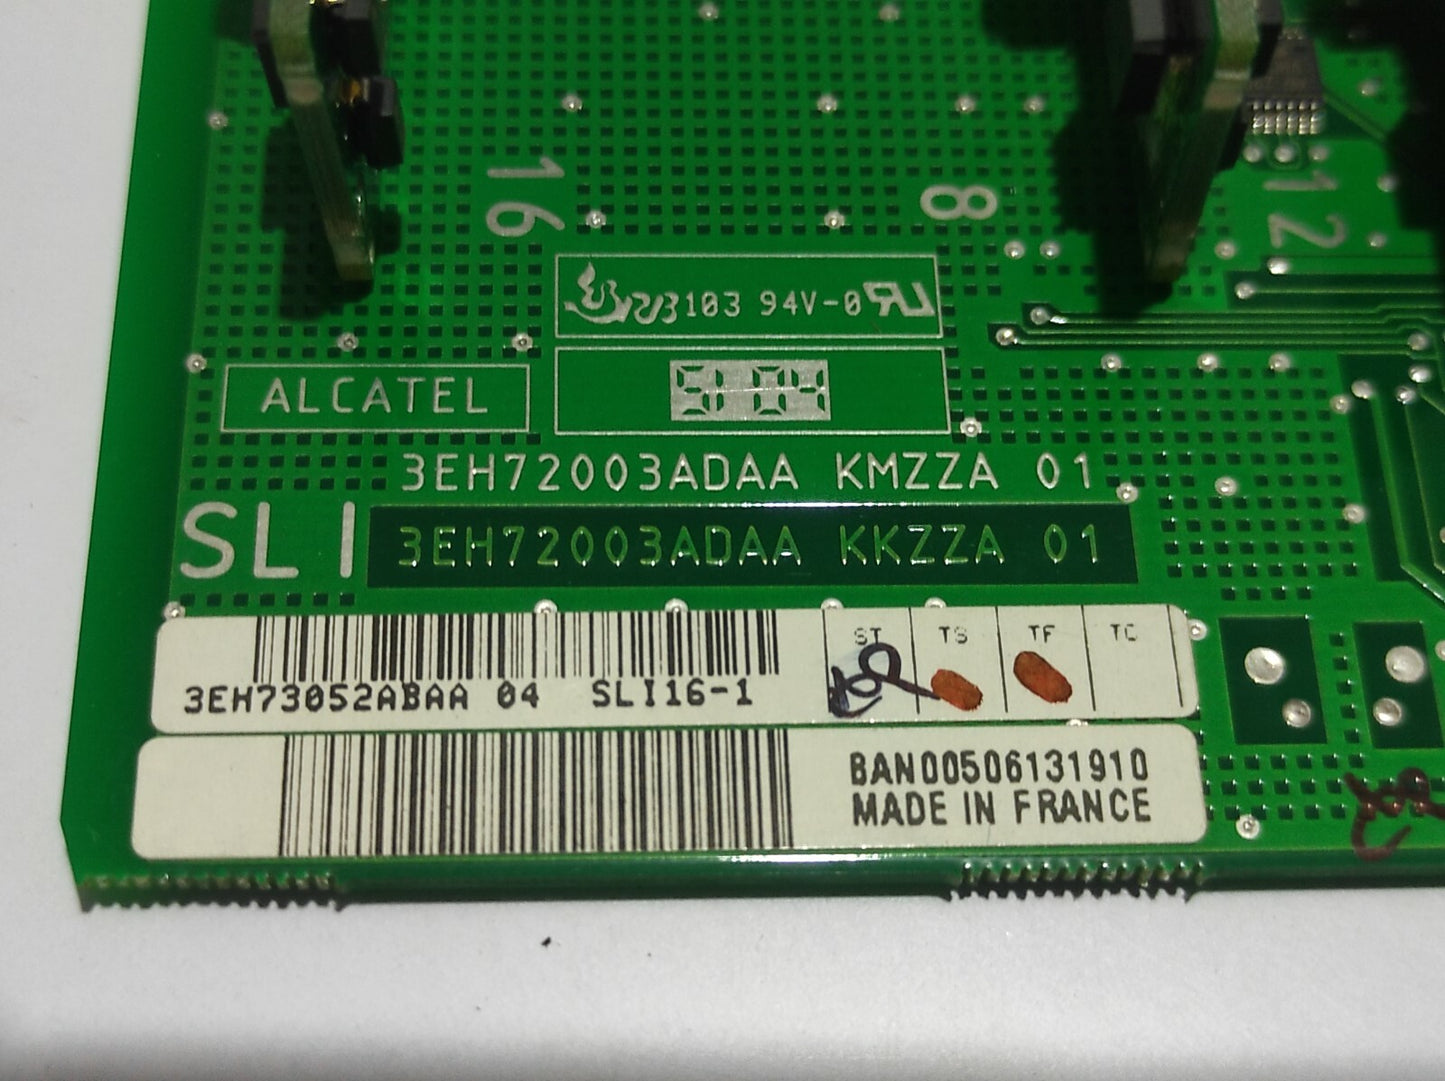 16
8
12
103 94V-0
ALCATEL
3EH72003ADAA KMZZA 01
SLI
3EH72003ADAA KKZZA 01
ST TS TF TC
3EH73052ABAA 04 SLI16-1
BAN00506131910
MADE IN FRANCE